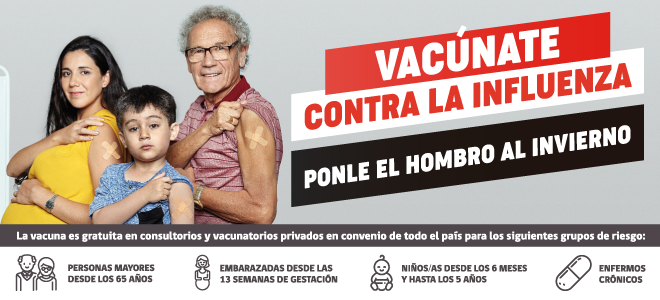 VACÚNATE
CONTRA LA INFLUENZA
PONLE EL HOMBRO AL INVIERNO
La vacuna es gratuita en consultorios y vacunatorios privados en convenio de todo el país para los siguientes grupos de riesgo:
PERSONAS MAYORES
DESDE LOS 65 AÑOS
EMBARAZADAS DESDE LAS
13 SEMANAS DE GESTACIÓN
NIÑOS/AS DESDE LOS 6 MESES
Y HASTA LOS 5 AÑOS
ENFERMOS
CRÓNICOS